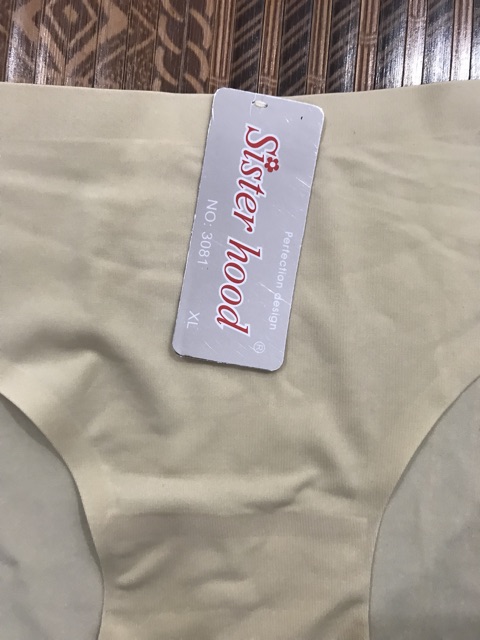 Perfection design
Sister hood ®
NO: 3081 XL